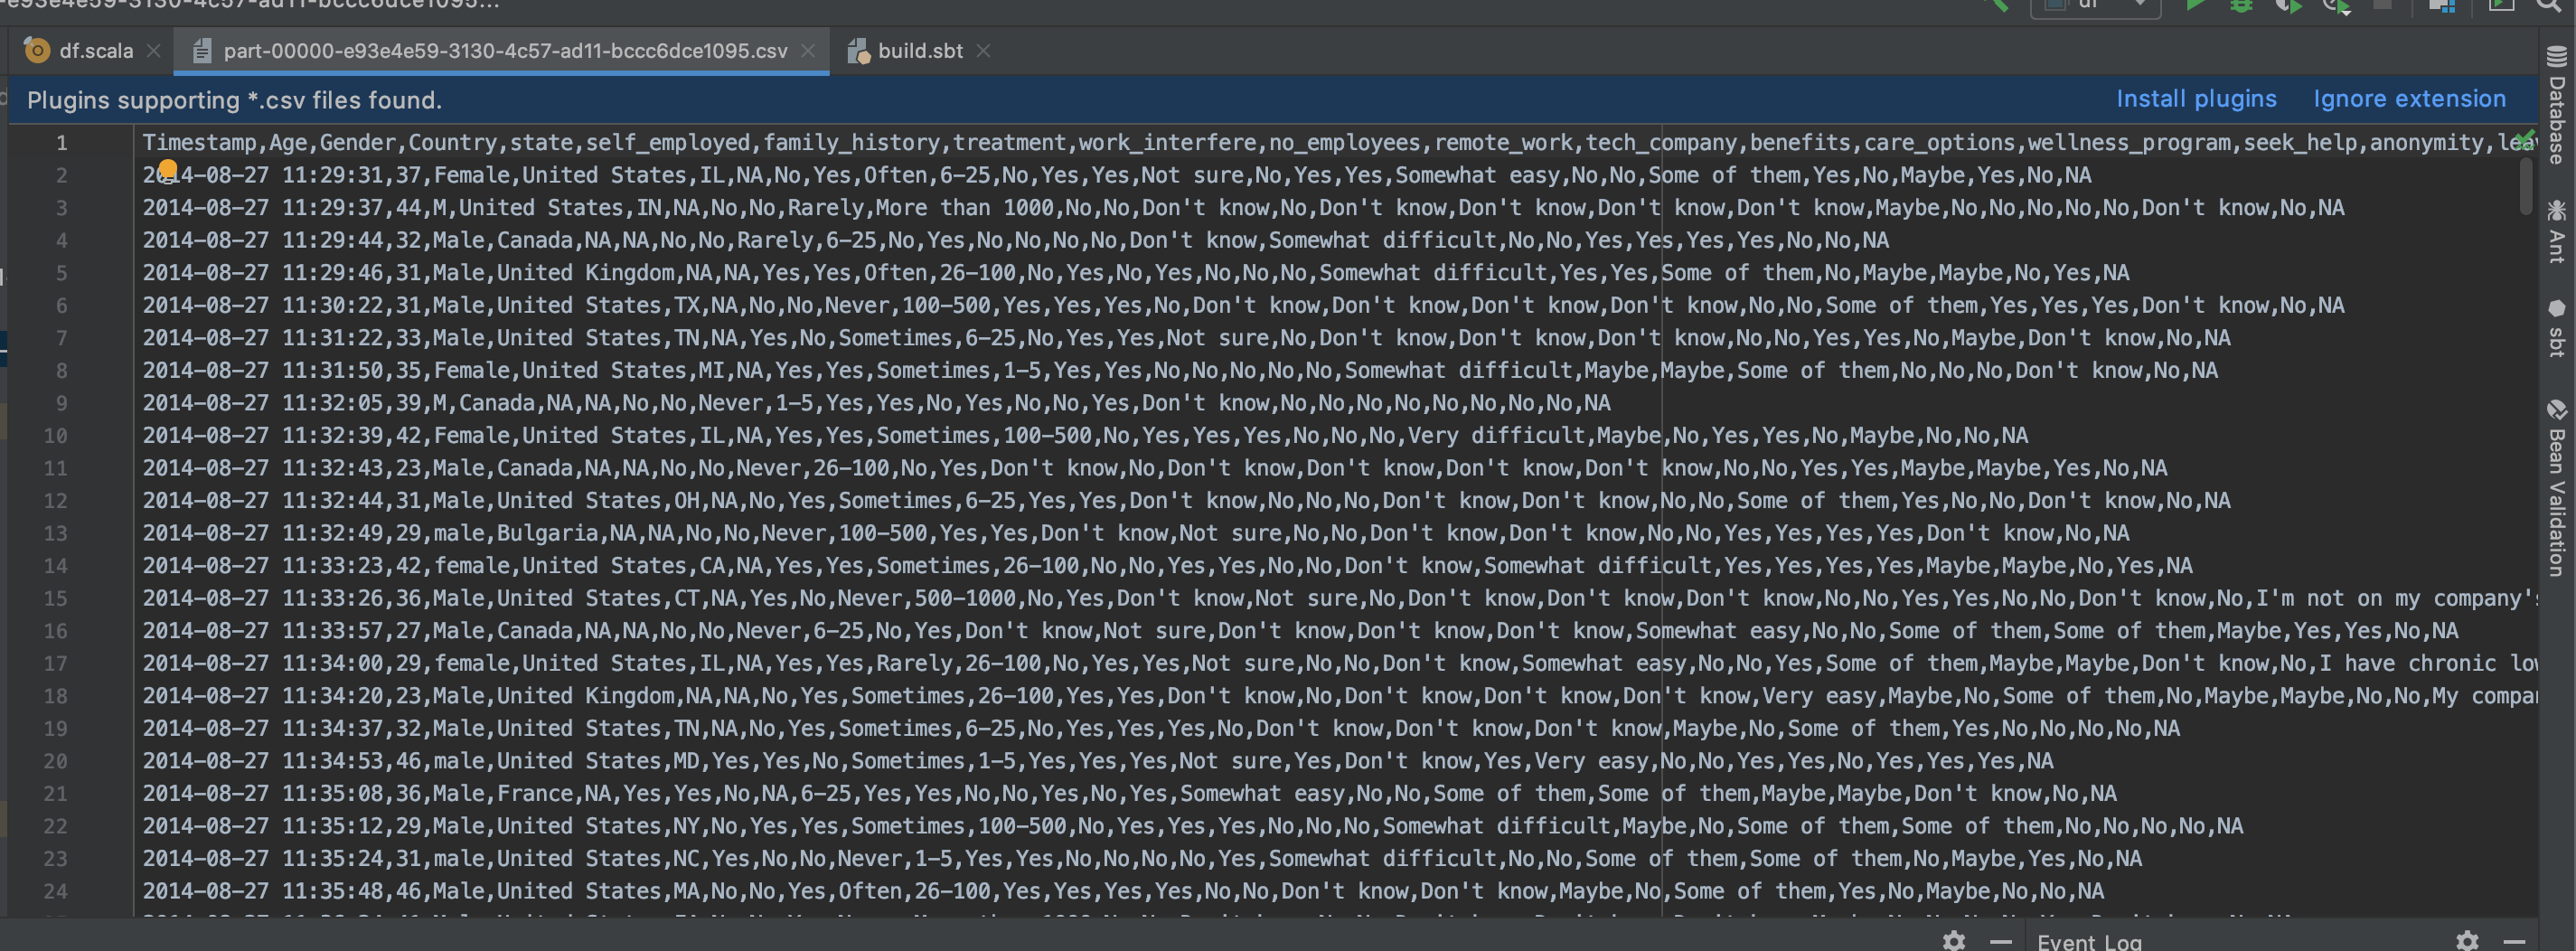 -e93e4e59-3130-4c57-ad11-bccc6dce1095...
df
df.scala
part-00000-e93e4e59-3130-4c57-ad11-bccc6dce1095.csv
build.sbt
Plugins supporting *.csv files found.
Install plugins
Ignore extension
1 Timestamp,Age,Gender,Country,state,self_employed,family_history,treatment,work_interfere,no_employees,remote_work,tech_company,benefits,care_options,wellness_program,seek_help,anonymity,
2 2014-08-27 11:29:31,37,Female,United States,IL,NA,No,Yes,Often,6-25,No,Yes,Yes,Not sure,No,Yes,Yes,Somewhat easy,No,No,Some of them,Yes,No,Maybe,Yes,No,NA
3 2014-08-27 11:29:37,44,M,United States,IN,NA,No,No,Rarely,More than 1000,No,No,Don't know,No,Don't know,Don't know,Don't know,Don't know,Maybe,No,No,No,No,No,Don't know,No,NA
4 2014-08-27 11:29:44,32,Male,Canada,NA,NA,No,No,Rarely,6-25,No,Yes,No,No,No,No,Don't know,Somewhat difficult,No,No,Yes,Yes,Yes,Yes,No,No,NA
5 2014-08-27 11:29:46,31,Male,United Kingdom,NA,NA,Yes,Yes,Often,26-100,No,Yes,No,Yes,No,No,No,Somewhat difficult,Yes,Yes,Some of them,No,Maybe,Maybe,No,Yes,NA
6 2014-08-27 11:30:22,31,Male,United States,TX,NA,No,No,Never,100-500,Yes,Yes,Yes,No,Don't know,Don't know,Don't know,Don't know,No,No,Some of them,Yes,Yes,Yes,Don't know,No,NA
7 2014-08-27 11:31:22,33,Male,United States,TN,NA,Yes,No,Sometimes,6-25,No,Yes,Yes,Not sure,No,Don't know,Don't know,Don't know,No,No,Yes,Yes,No,Maybe,Don't know,No,NA
8 2014-08-27 11:31:50,35,Female,United States,MI,NA,Yes,Yes,Sometimes,1-5,Yes,Yes,No,No,No,No,No,Somewhat difficult,Maybe,Maybe,Some of them,No,No,No,Don't know,No,NA
9 2014-08-27 11:32:05,39,M,Canada,NA,NA,No,No,Never,1-5,Yes,Yes,No,Yes,No,No,Yes,Don't know,No,No,No,No,No,No,No,No,NA
10 2014-08-27 11:32:39,42,Female,United States,IL,NA,Yes,Yes,Sometimes,100-500,No,Yes,Yes,Yes,No,No,No,Very difficult,Maybe,No,Yes,Yes,No,Maybe,No,No,NA
11 2014-08-27 11:32:43,23,Male,Canada,NA,NA,No,No,Never,26-100,No,Yes,Don't know,No,Don't know,Don't know,Don't know,Don't know,No,No,Yes,Yes,Maybe,Maybe,Yes,No,NA
12 2014-08-27 11:32:44,31,Male,United States,OH,NA,No,Yes,Sometimes,6-25,Yes,Yes,Don't know,No,No,No,Don't know,Don't know,No,No,Some of them,Yes,No,No,Don't know,No,NA
13 2014-08-27 11:32:49,29,male,Bulgaria,NA,NA,No,No,Never,100-500,Yes,Yes,Don't know,Not sure,No,No,Don't know,Don't know,No,No,Yes,Yes,Yes,Yes,Don't know,No,NA
14 2014-08-27 11:33:23,42,female,United States,CA,NA,Yes,Yes,Sometimes,26-100,No,No,Yes,Yes,No,No,Don't know,Somewhat difficult,Yes,Yes,Yes,Yes,Maybe,Maybe,No,Yes,NA
15 2014-08-27 11:33:26,36,Male,United States,CT,NA,Yes,No,Never,500-1000,No,Yes,Don't know,Not sure,No,Don't know,Don't know,Don't know,No,No,Yes,Yes,No,No,Don't know,No,I'm not on my company's
16 2014-08-27 11:33:57,27,Male,Canada,NA,NA,No,No,Never,6-25,No,Yes,Don't know,Not sure,Don't know,Don't know,Don't know,Somewhat easy,No,No,Some of them,Some of them,Maybe,Yes,Yes,No,NA
17 2014-08-27 11:34:00,29,female,United States,IL,NA,Yes,Yes,Rarely,26-100,No,Yes,Yes,Not sure,No,No,Don't know,Somewhat easy,No,No,Yes,Some of them,Maybe,Maybe,Don't know,No,I have chronic
18 2014-08-27 11:34:20,23,Male,United Kingdom,NA,NA,No,Yes,Sometimes,26-100,Yes,Yes,Don't know,No,Don't know,Don't know,Don't know,Very easy,Maybe,No,Some of them,No,Maybe,Maybe,No,No,My
19 2014-08-27 11:34:37,32,Male,United States,TN,NA,No,Yes,Sometimes,6-25,No,Yes,Yes,Yes,No,Don't know,Don't know,Don't know,Maybe,No,Some of them,Yes,No,No,No,No,NA
20 2014-08-27 11:34:53,46,male,United States,MD,Yes,Yes,No,Sometimes,1-5,Yes,Yes,Yes,Not sure,Yes,Don't know,Yes,Very easy,No,No,Yes,Yes,No,Yes,Yes,Yes,NA
21 2014-08-27 11:35:08,36,Male,France,NA,Yes,Yes,No,NA,6-25,Yes,Yes,No,No,Yes,No,Yes,Somewhat easy,No,No,Some of them,Some of them,Maybe,Maybe,Don't know,No,NA
22 2014-08-27 11:35:12,29,Male,United States,NY,No,Yes,Yes,Sometimes,100-500,No,Yes,Yes,Yes,No,No,No,Somewhat difficult,Maybe,No,Some of them,Some of them,No,No,No,No,NA
23 2014-08-27 11:35:24,31,male,United States,NC,Yes,No,No,Never,1-5,Yes,Yes,No,No,No,No,Yes,Somewhat difficult,No,No,Some of them,Some of them,No,Maybe,Yes,No,NA
24 2014-08-27 11:35:48,46,Male,United States,MA,No,No,Yes,Often,26-100,Yes,Yes,Yes,Yes,No,No,Don't know,Don't know,Maybe,No,Some of them,Yes,No,Maybe,No,No,NA
Event Log
Database
Ant
sbt
Bean Validation